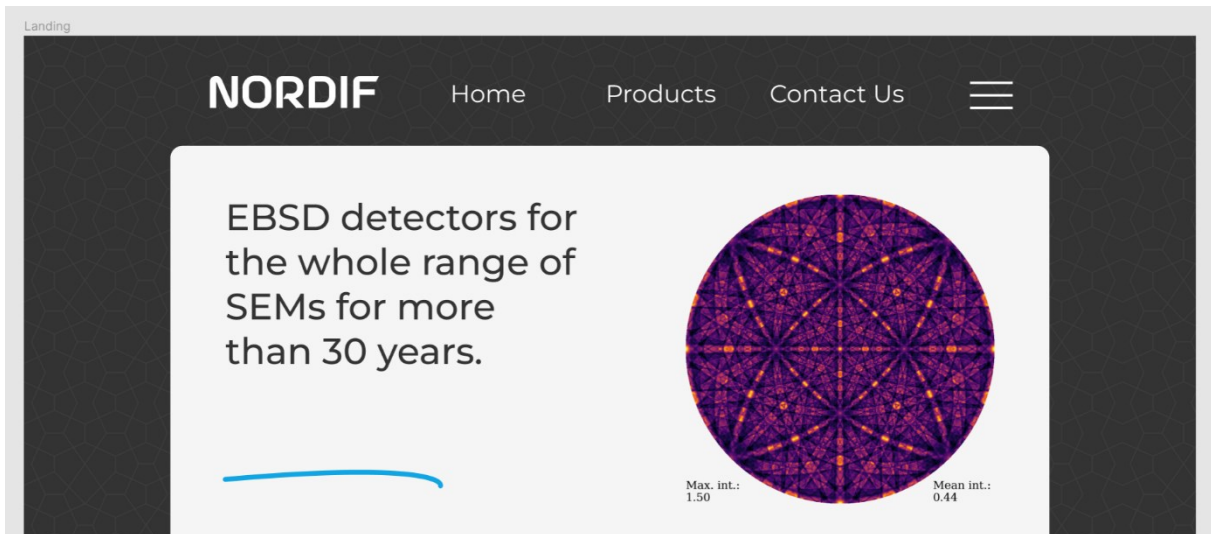 Landing
NORDIF Home Products Contact Us
EBSD detectors for
the whole range of
SEMs for more
than 30 years.
Max. int.:
1.50
Mean int.:
0.44